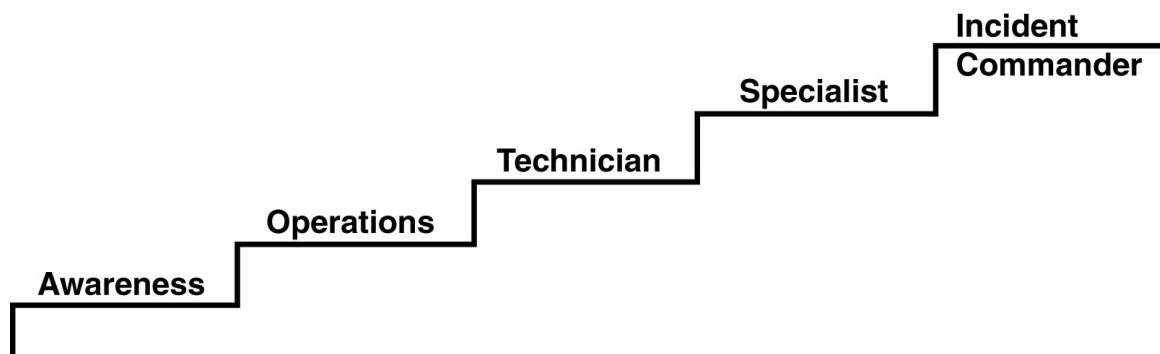 Incident
Commander
Specialist
Technician
Operations
Awareness